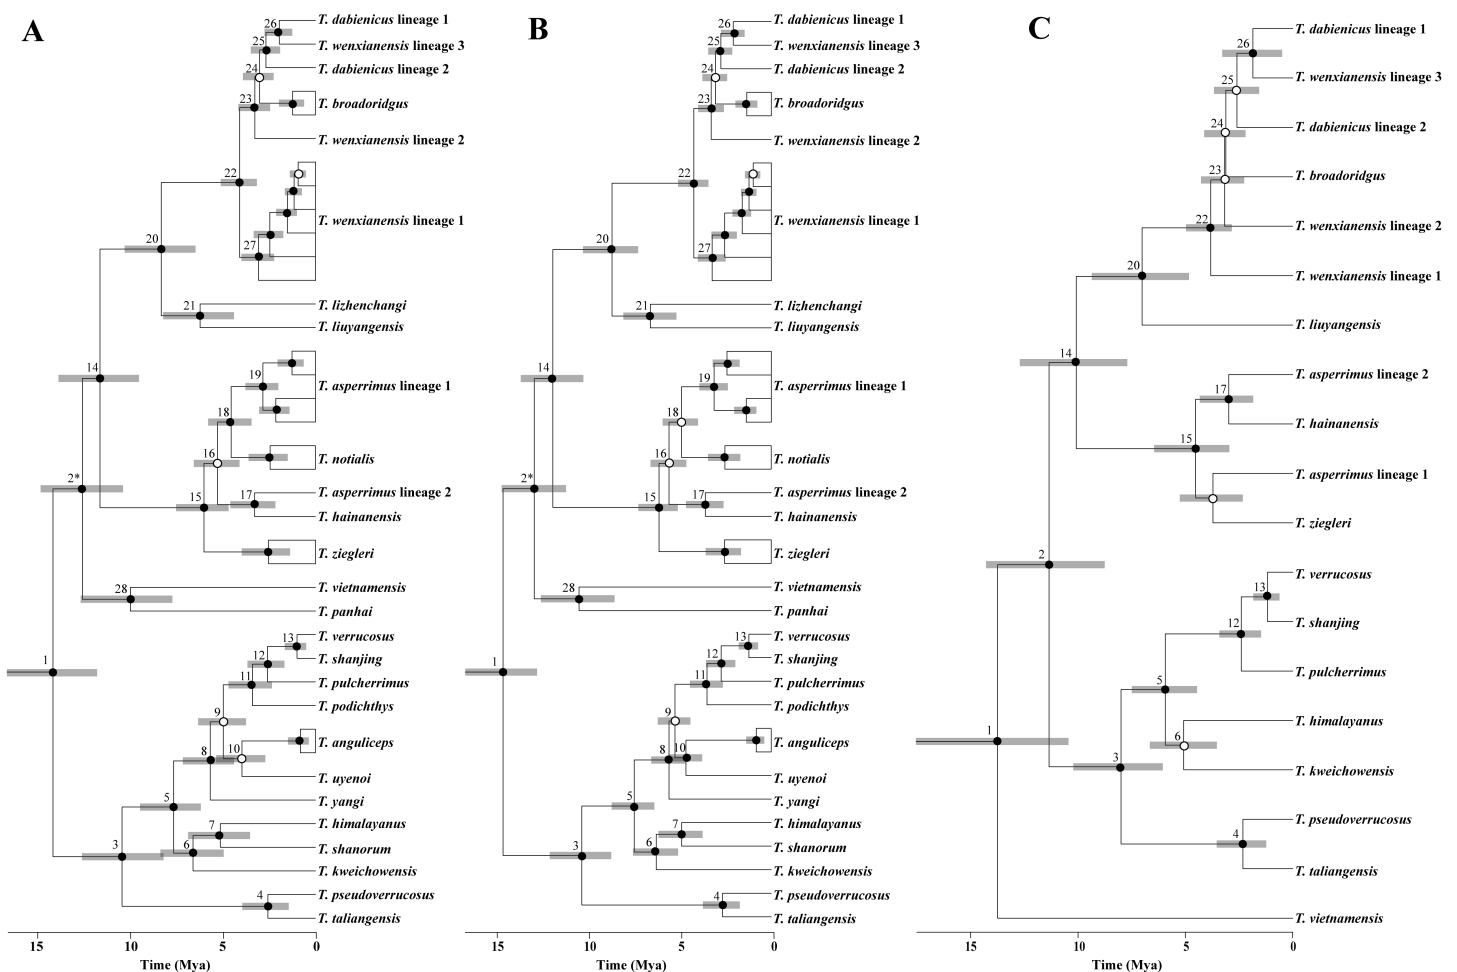 A
26
T. dabienicus lineage 1
25
T. wenxianensis lineage 3
24
T. dabienicus lineage 2
23
T. broadoridgus
T. wenxianensis lineage 2
22
T. wenxianensis lineage 1
27
20
21
T. lizhenchangi
T. liuyangensis
14
19
T. asperrimus lineage 1
18
16
T. notialis
2*
15
17
T. asperrimus lineage 2
T. hainanensis
T. ziegleri
28
T. vietnamensis
T. panhai
1
13
T. verrucosus
12
T. shanjing
11
T. pulcherrimus
T. podichthys
9
8
10
T. anguliceps
T. uyenoi
5
T. yangi
7
T. himalayanus
3
6
T. shanorum
T. kweichowensis
4
T. pseudoverrucosus
T. taliangensis
15 10 5 0
Time (Mya)
B
26
T. dabienicus lineage 1
25
T. wenxianensis lineage 3
24
T. dabienicus lineage 2
23
T. broadoridgus
T. wenxianensis lineage 2
22
T. wenxianensis lineage 1
27
20
21
T. lizhenchangi
T. liuyangensis
14
19
T. asperrimus lineage 1
18
16
T. notialis
2*
15
17
T. asperrimus lineage 2
T. hainanensis
T. ziegleri
28
T. vietnamensis
T. panhai
1
13
T. verrucosus
12
T. shanjing
11
T. pulcherrimus
T. podichthys
9
8
10
T. anguliceps
T. uyenoi
5
T. yangi
7
T. himalayanus
3
6
T. shanorum
T. kweichowensis
4
T. pseudoverrucosus
T. taliangensis
15 10 5 0
Time (Mya)
C
T. dabienicus lineage 1
26
T. wenxianensis lineage 3
25
24
T. dabienicus lineage 2
23
T. broadoridgus
22
T. wenxianensis lineage 2
20
T. wenxianensis lineage 1
T. liuyangensis
14
T. asperrimus lineage 2
17
T. hainanensis
15
T. asperrimus lineage 1
T. ziegleri
2
T. verrucosus
13
T. shanjing
12
T. pulcherrimus
5
T. himalayanus
1
6
3
T. kweichowensis
T. pseudoverrucosus
4
T. taliangensis
T. vietnamensis
15 10 5 0
Time (Mya)